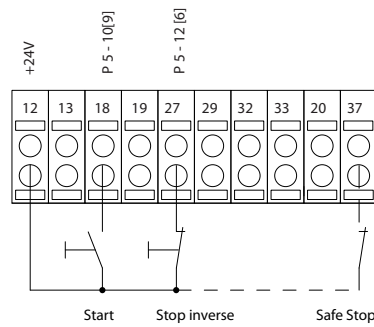 +24V
P 5 - 10[9]
P 5 - 12 [6]
12 13 18 19 27 29 32 33 20 37
Start Stop inverse Safe Stop